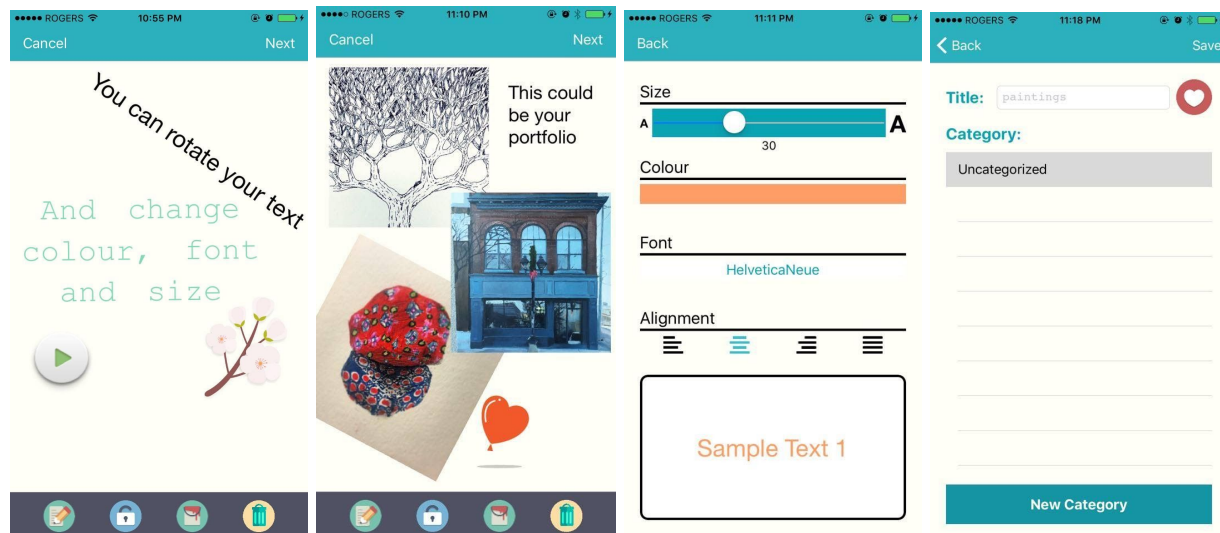 ROGERS 10:55 PM
Cancel Next
You can rotate your text
And change
colour, font
and size
ROGERS 11:10 PM
Cancel Next
This could
be your
portfolio
ROGERS 11:11 PM
Back
Size
A A
30
Colour
Font
HelveticaNeue
Alignment
Sample Text 1
ROGERS 11:18 PM
Back Save
Title: paintings
Category:
Uncategorized
New Category